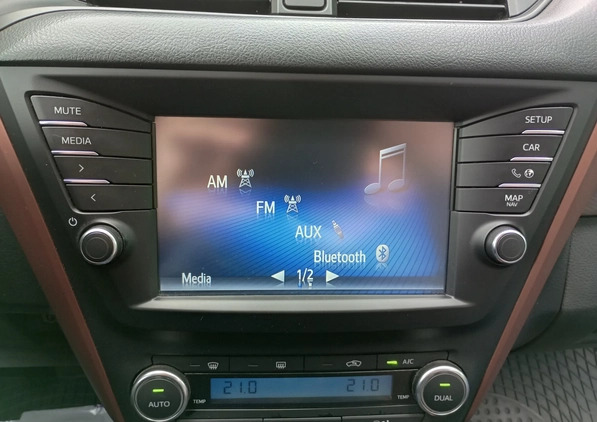 MUTE
MEDIA
>
<
SETUP
CAR
MAP
NAV
AM
FM
AUX
Bluetooth
Media
◀ 1/2 ▶
A/C
AUTO
TEMP
21.0
21.0
TEMP
DUAL